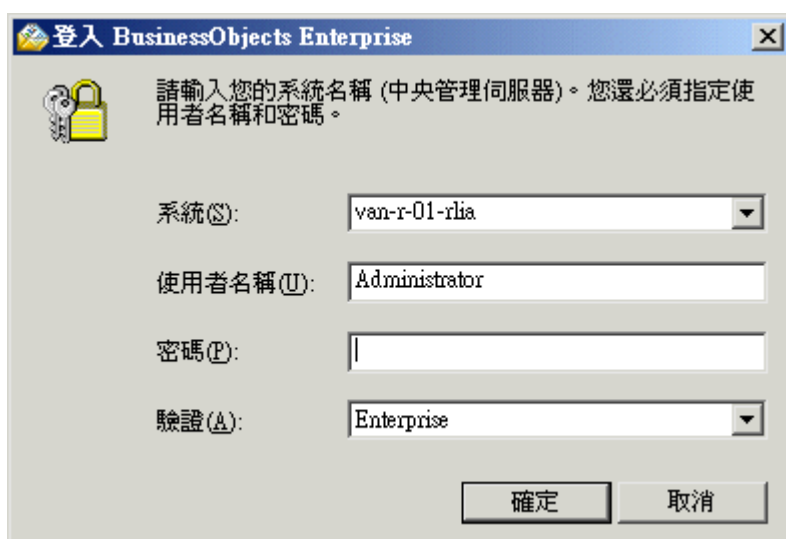 登入 BusinessObjects Enterprise
請輸入您的系統名稱 (中央管理伺服器)。您還必須指定使
用者名稱和密碼。
系統(S): van-r-01-rlia
使用者名稱(U): Administrator
密碼(P):
驗證(A): Enterprise
確定 取消